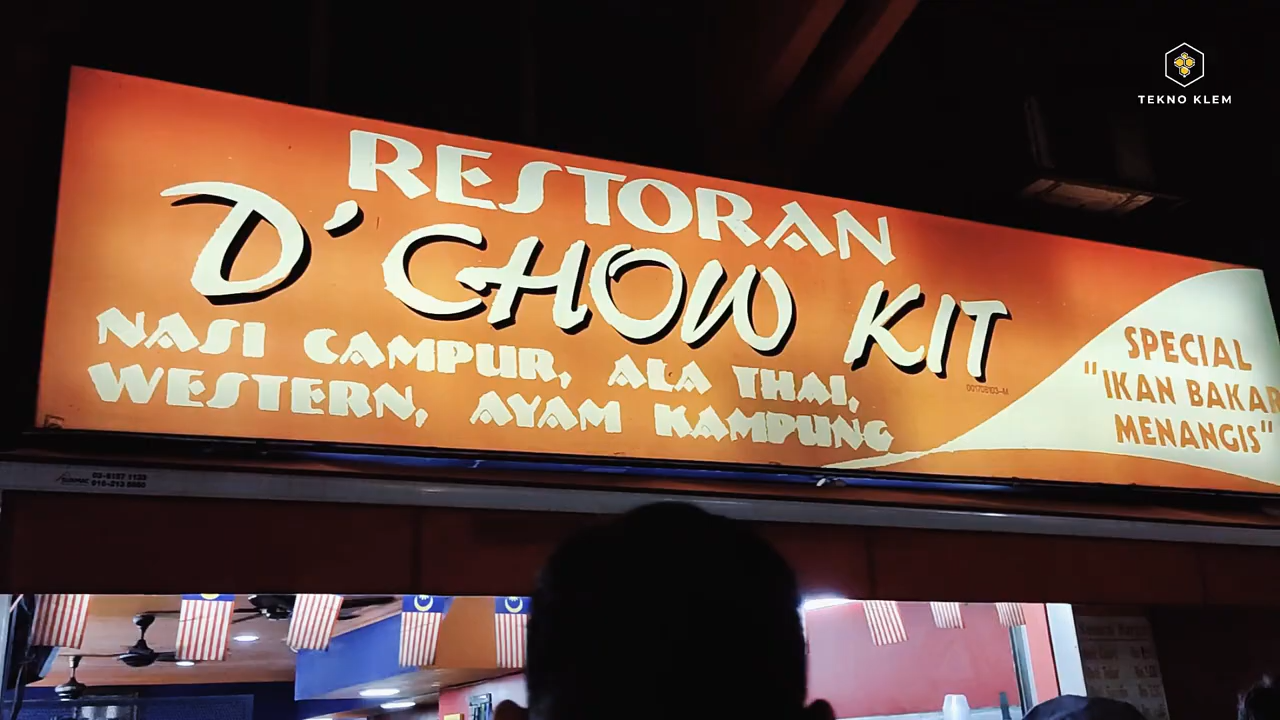 TEKNO KLEM
RESTORAN
D'CHOW KIT
NASI CAMPUR, ALA THAI,
WESTERN, AYAM KAMPUNG
SPECIAL
"IKAN BAKAR
MENANGIS"